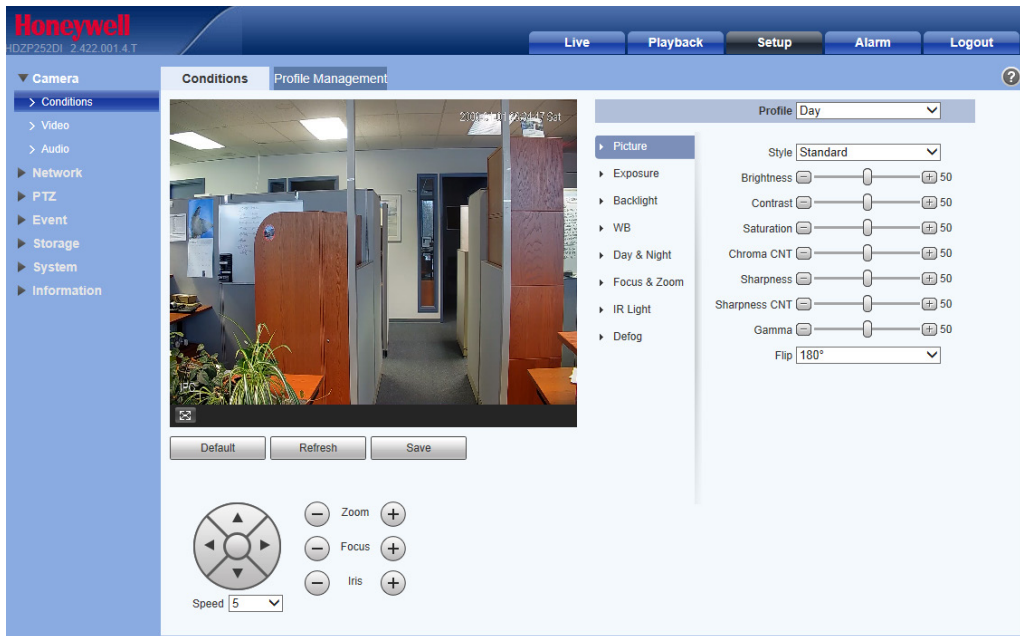 Honeywell
HDZP252DI 2.422.001.4.T
Live Playback Setup Alarm Logout
Camera
Conditions
Video
Audio
Network
PTZ
Event
Storage
System
Information
Conditions Profile Management
?
Sat
IPC
Default Refresh Save
Zoom
Focus
Iris
Speed 5
Profile Day
Picture
Exposure
Backlight
WB
Day & Night
Focus & Zoom
IR Light
Defog
Style Standard
Brightness 50
Contrast 50
Saturation 50
Chroma CNT 50
Sharpness 50
Sharpness CNT 50
Gamma 50
Flip 180°